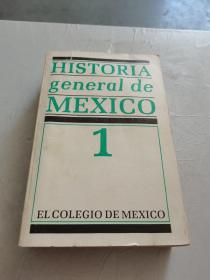 HISTORIA
general de
MEXICO
1
EL COLEGIO DE MEXICO